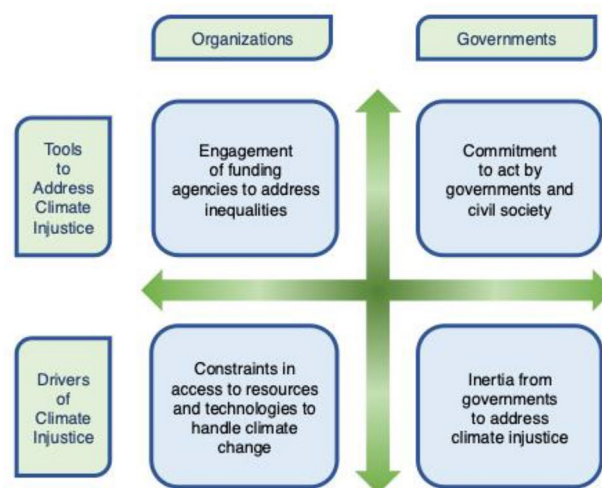 Organizations
Governments
Tools
to
Address
Climate
Injustice
Engagement
of funding
agencies to address
inequalities
Commitment
to act by
governments and
civil society
Drivers
of
Climate
Injustice
Constraints in
access to resources
and technologies to
handle climate
change
Inertia from
governments
to address
climate injustice